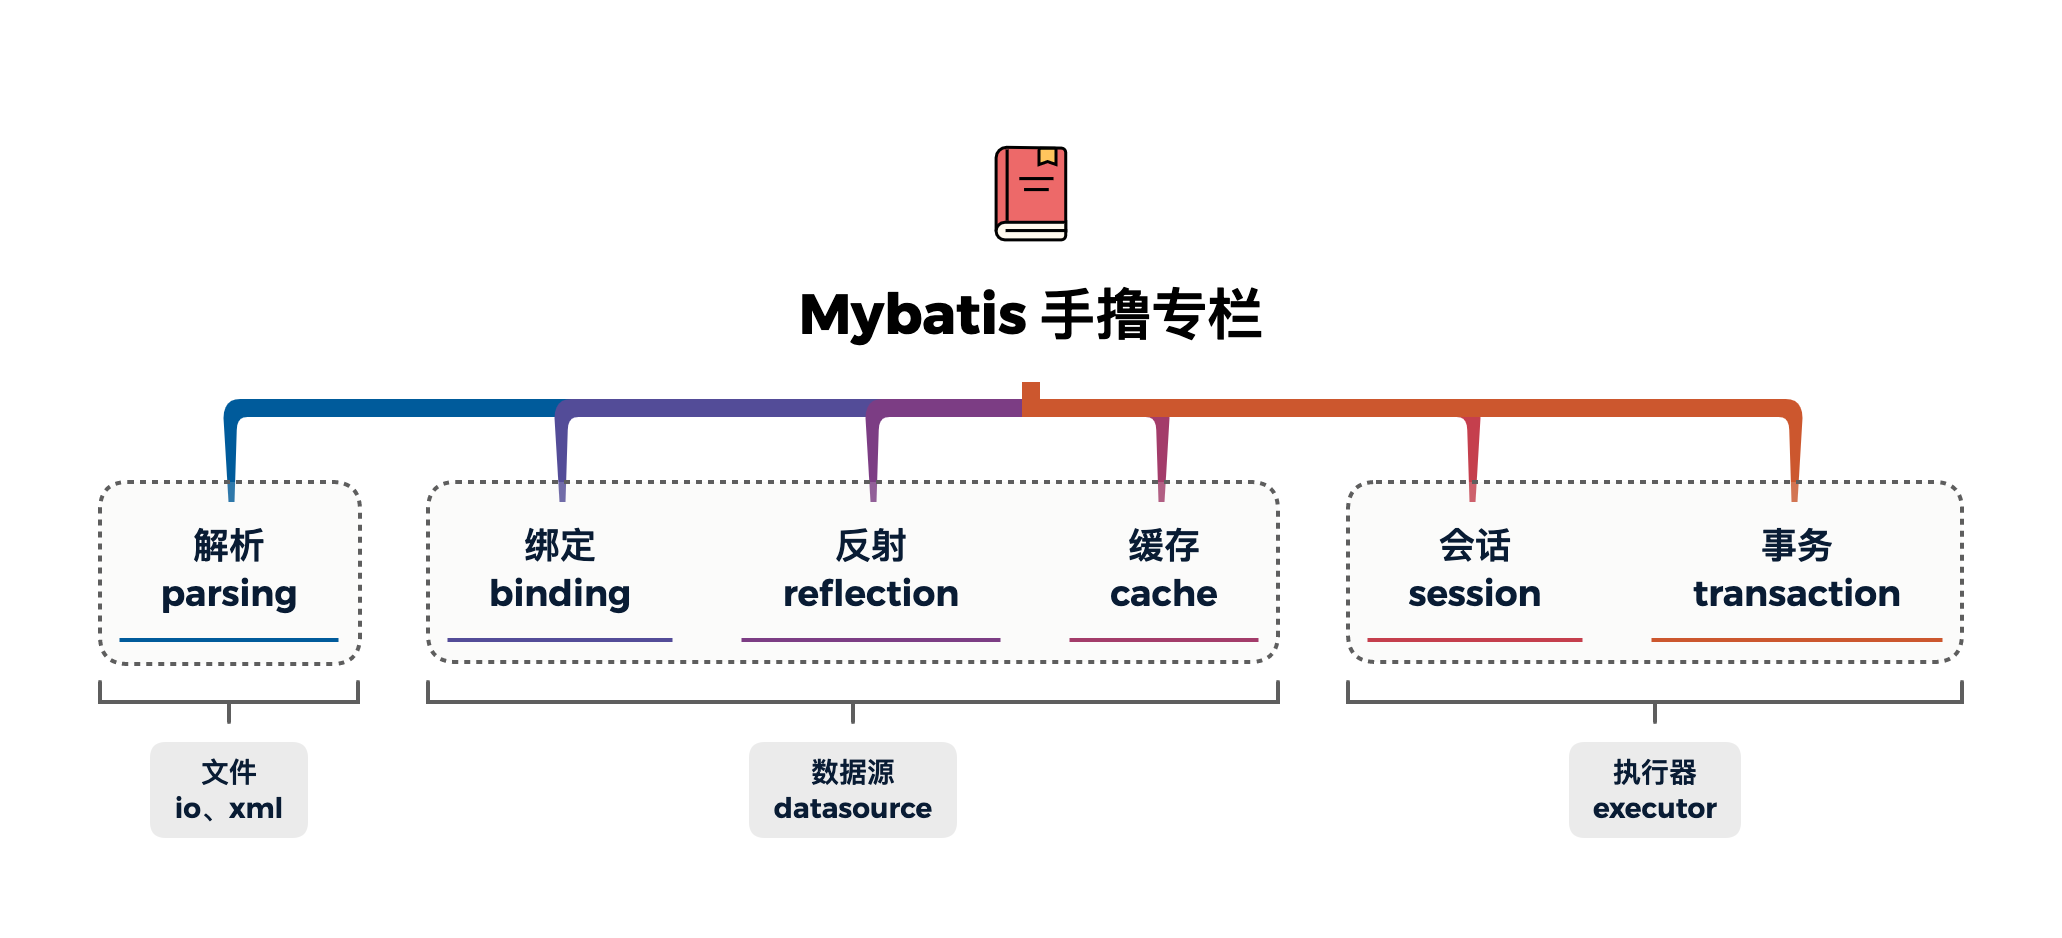 Mybatis 手撸专栏
解析
parsing
绑定
binding
反射
reflection
缓存
cache
会话
session
事务
transaction
文件
io、xml
数据源
datasource
执行器
executor